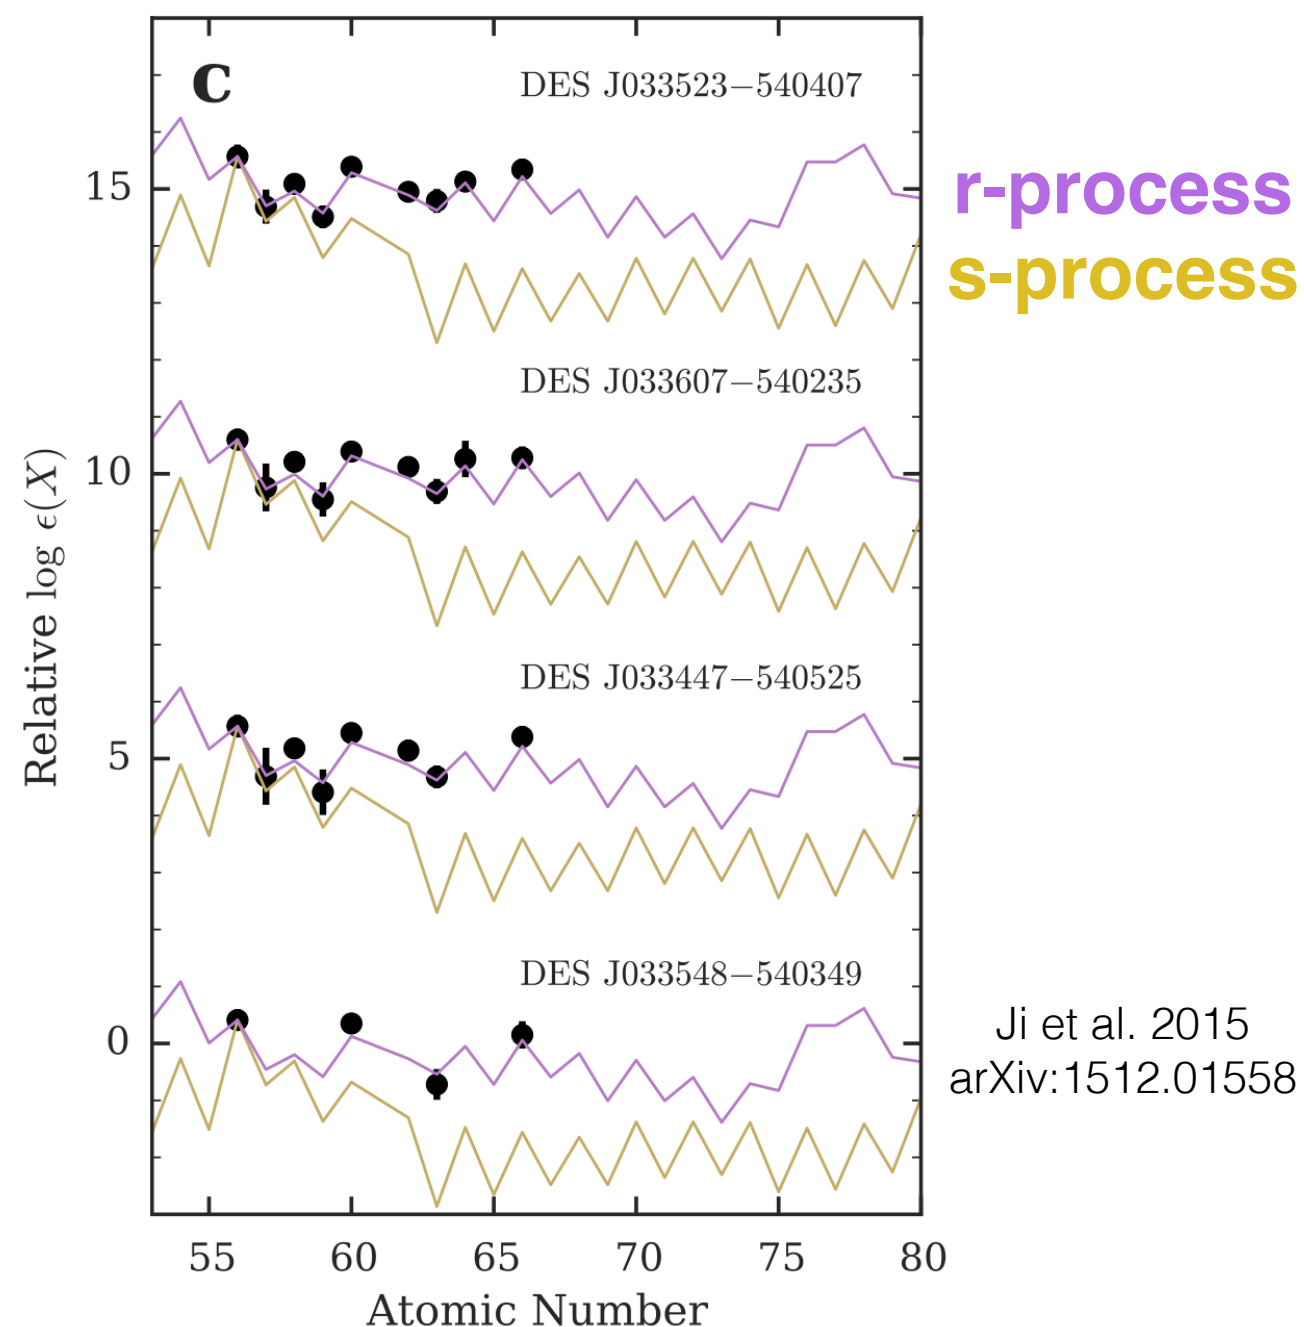 c
DES J033523−540407
r-process
s-process
15
DES J033607−540235
10
Relative log ϵ(X)
DES J033447−540525
5
DES J033548−540349
0
Ji et al. 2015
arXiv:1512.01558
55 60 65 70 75 80
Atomic Number